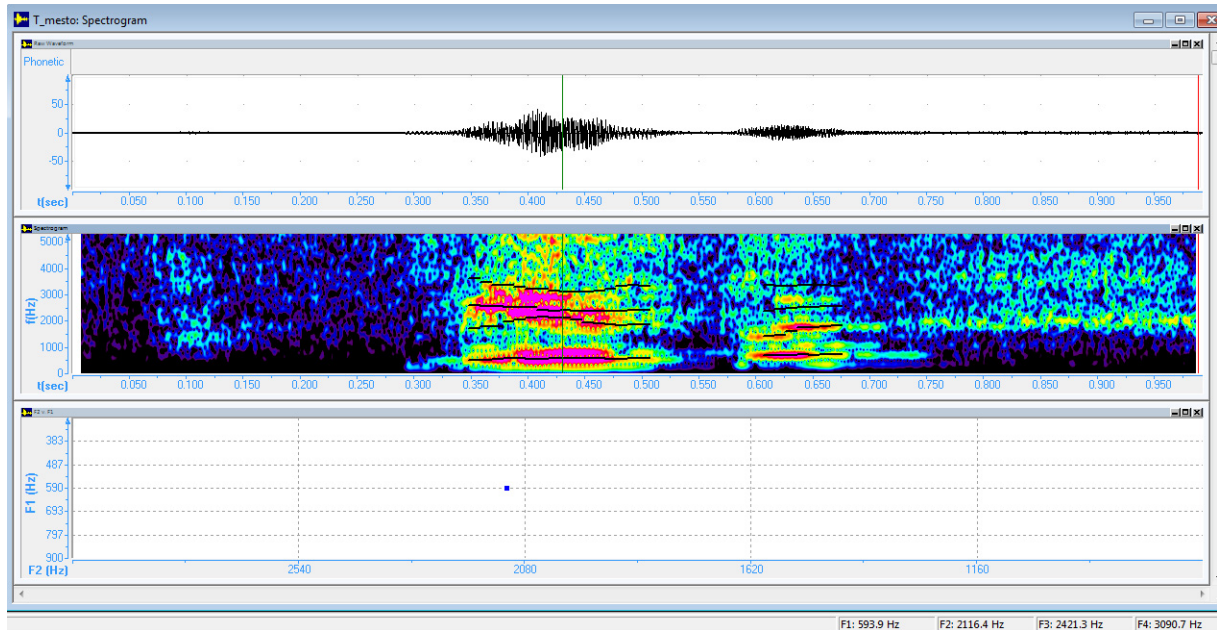 T_mesto: Spectrogram
Raw Waveform
Phonetic
50
0
-50
t(sec) 0.050 0.100 0.150 0.200 0.250 0.300 0.350 0.400 0.450 0.500 0.550 0.600 0.650 0.700 0.750 0.800 0.850 0.900 0.950
Spectrogram
5000
4000
3000
2000
1000
0
f(Hz)
t(sec) 0.050 0.100 0.150 0.200 0.250 0.300 0.350 0.400 0.450 0.500 0.550 0.600 0.650 0.700 0.750 0.800 0.850 0.900 0.950
F2 x F1
383
487
590
693
797
900
F1 (Hz)
F2 (Hz) 2540 2080 1620 1160
F1: 593.9 Hz F2: 2116.4 Hz F3: 2421.3 Hz F4: 3090.7 Hz